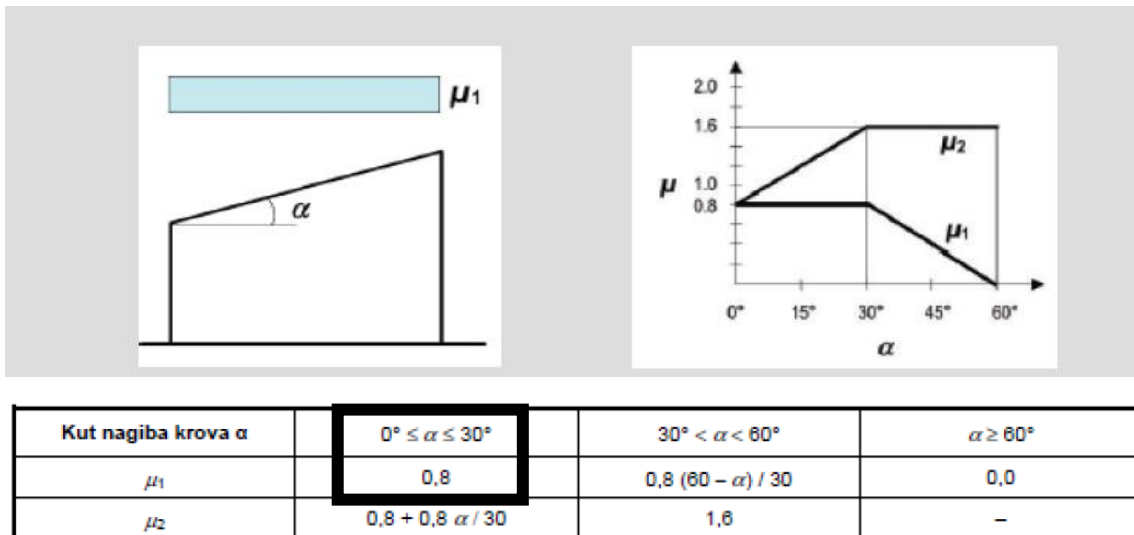 μ1
α
2.0
1.6
μ2
μ 1.0
0.8
μ1
0° 15° 30° 45° 60°
α
Kut nagiba krova α 0° ≤ α ≤ 30° 30° < α < 60° α ≥ 60°
μ1 0,8 0,8 (60 – α) / 30 0,0
μ2 0,8 + 0,8 α / 30 1,6 –